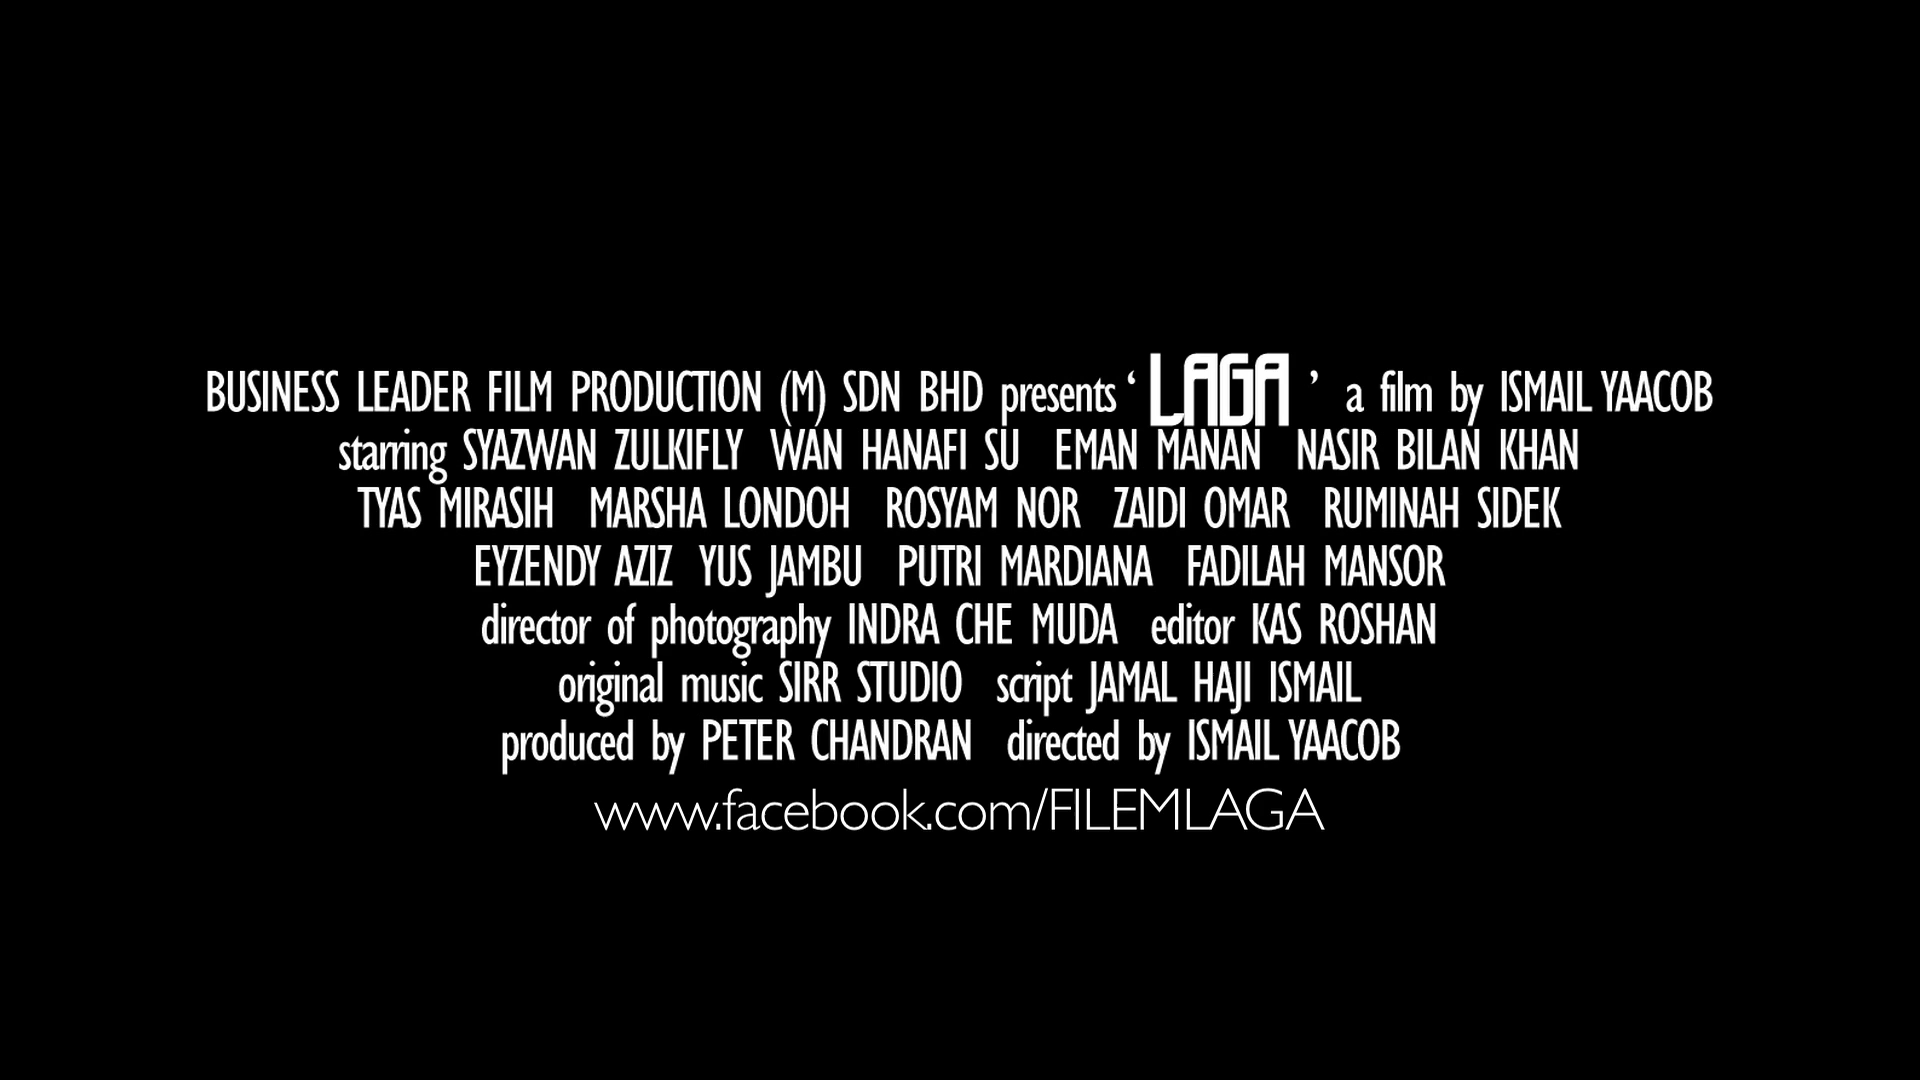 BUSINESS LEADER FILM PRODUCTION (M) SDN BHD presents ‘ LAGA ’ a film by ISMAIL YAACOB
starring SYAZWAN ZULKIFLY WAN HANAFI SU EMAN MANAN NASIR BILAN KHAN
TYAS MIRASIH MARSHA LONDOH ROSYAM NOR ZAIDI OMAR RUMINAH SIDEK
EYZENDY AZIZ YUS JAMBU PUTRI MARDIANA FADILAH MANSOR
director of photography INDRA CHE MUDA editor KAS ROSHAN
original music SIRR STUDIO script JAMAL HAJI ISMAIL
produced by PETER CHANDRAN directed by ISMAIL YAACOB
www.facebook.com/FILEMLAGA